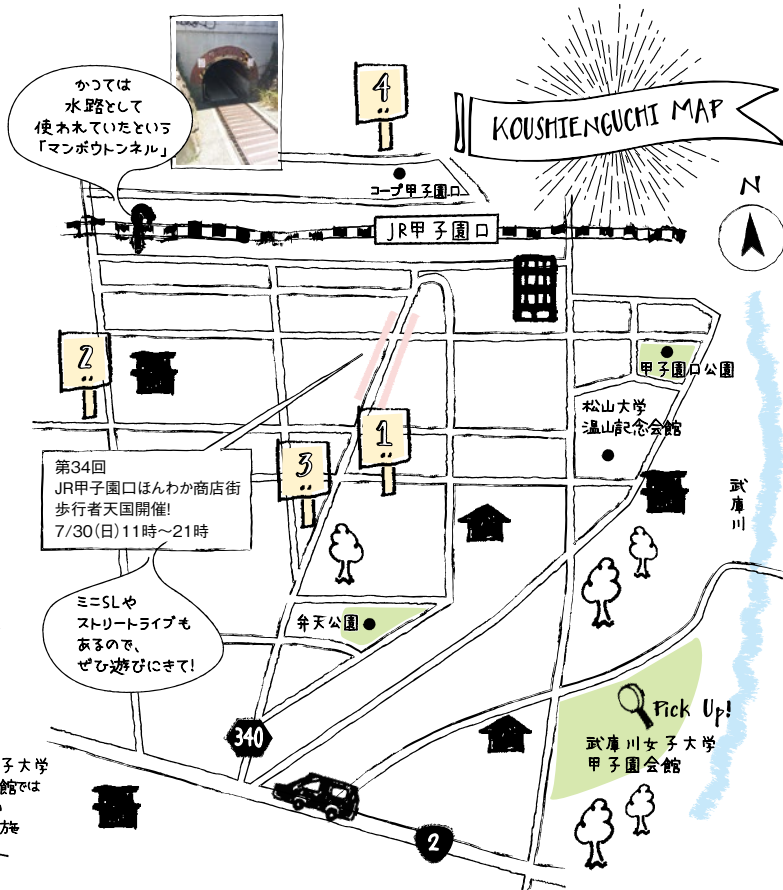 かつては
水路として
使われていたという
「マンボウトンネル」
4
KOUSHIENGUCHI MAP
コープ甲子園口
N
JR甲子園口
2
甲子園口公園
松山大学
温山記念会館
1
3
第34回
JR甲子園口ほんわか商店街
歩行者天国開催!
7/30(日)11時〜21時
武庫川
ミニSLや
ストリートライブも
あるので、
ぜひ遊びにきて!
弁天公園
Pick Up!
武庫川女子大学
甲子園会館
340
2
子大学
館では
施